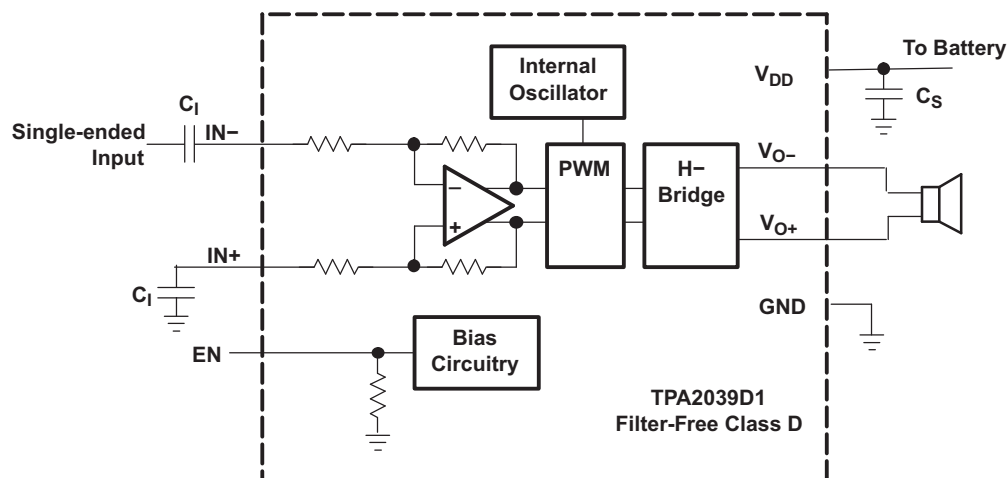 To Battery
Internal
Oscillator
V_DD
C_S
C_I
Single-ended
Input
IN−
PWM
H−
Bridge
V_O−
−
+
V_O+
IN+
C_I
GND
EN
Bias
Circuitry
TPA2039D1
Filter-Free Class D